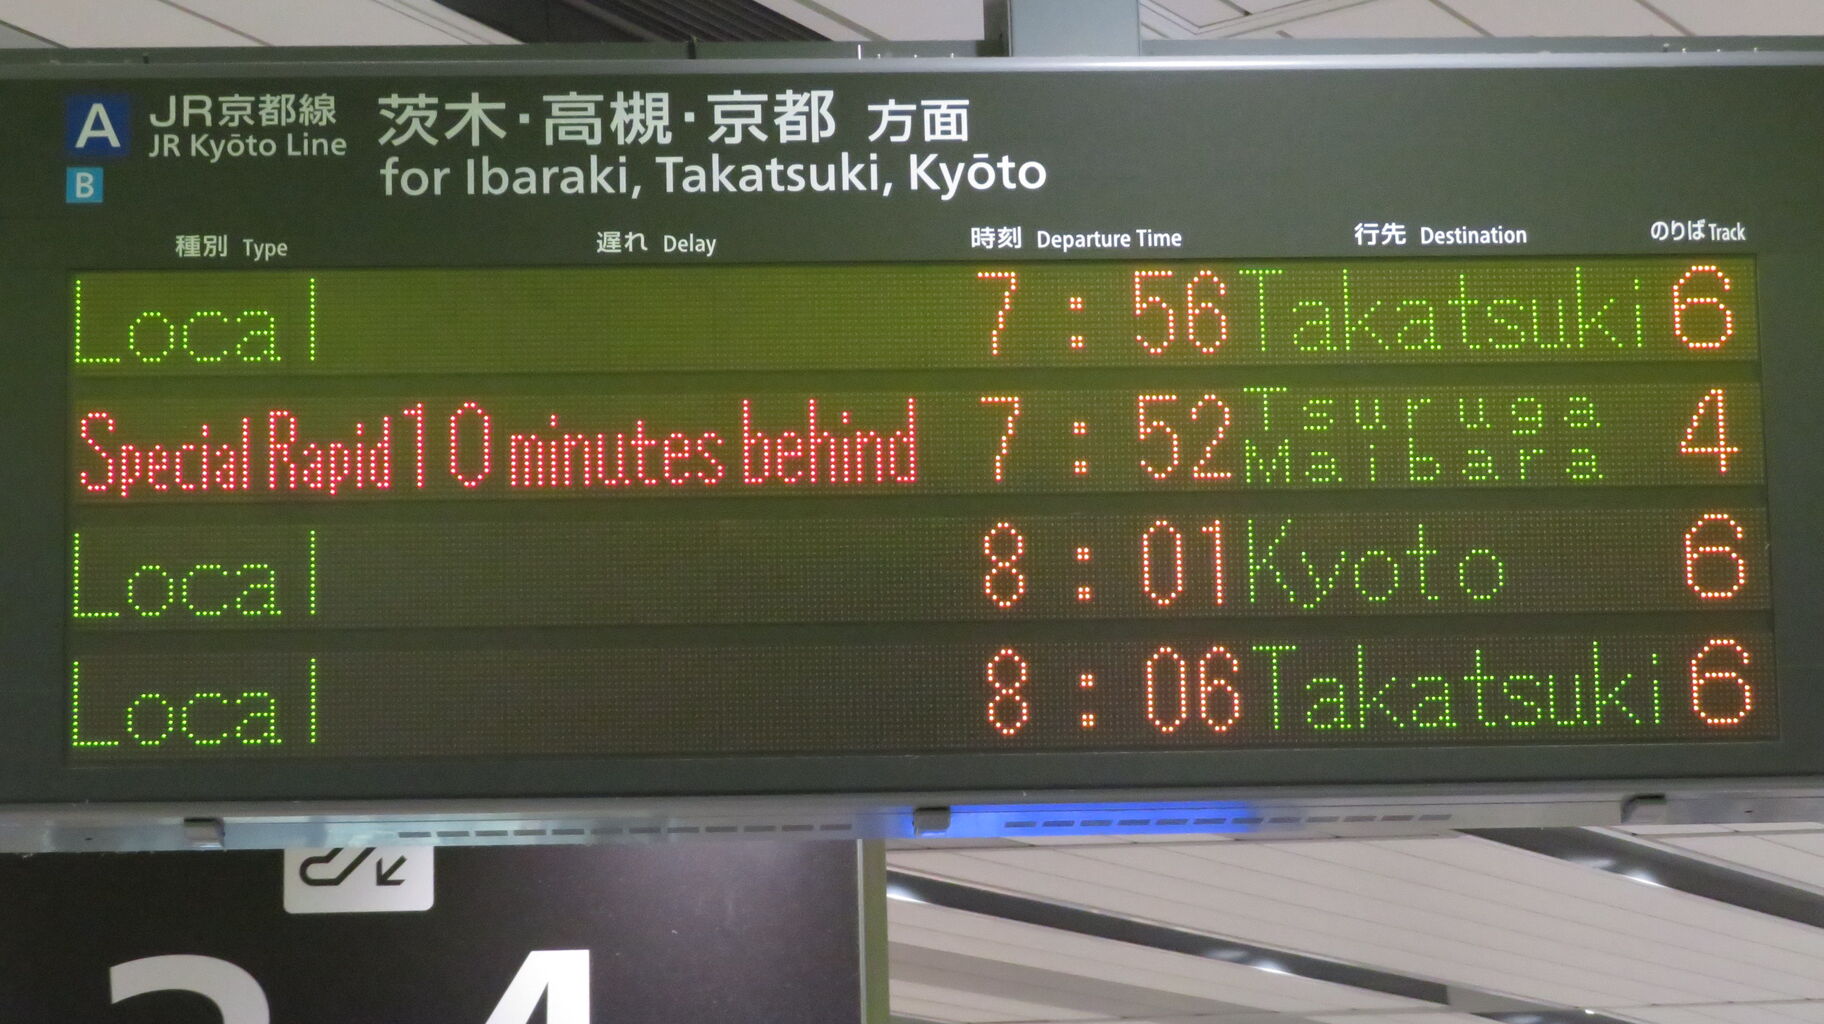 A JR京都線 茨木・高槻・京都 方面
JR Kyōto Line for Ibaraki, Takatsuki, Kyōto
B
種別 Type 遅れ Delay 時刻 Departure Time 行先 Destination のりば Track
Local 7:56 Takatsuki 6
Special Rapid 10 minutes behind 7:52 Tsuruga Maibara 4
Local 8:01 Kyoto 6
Local 8:06 Takatsuki 6
3 4